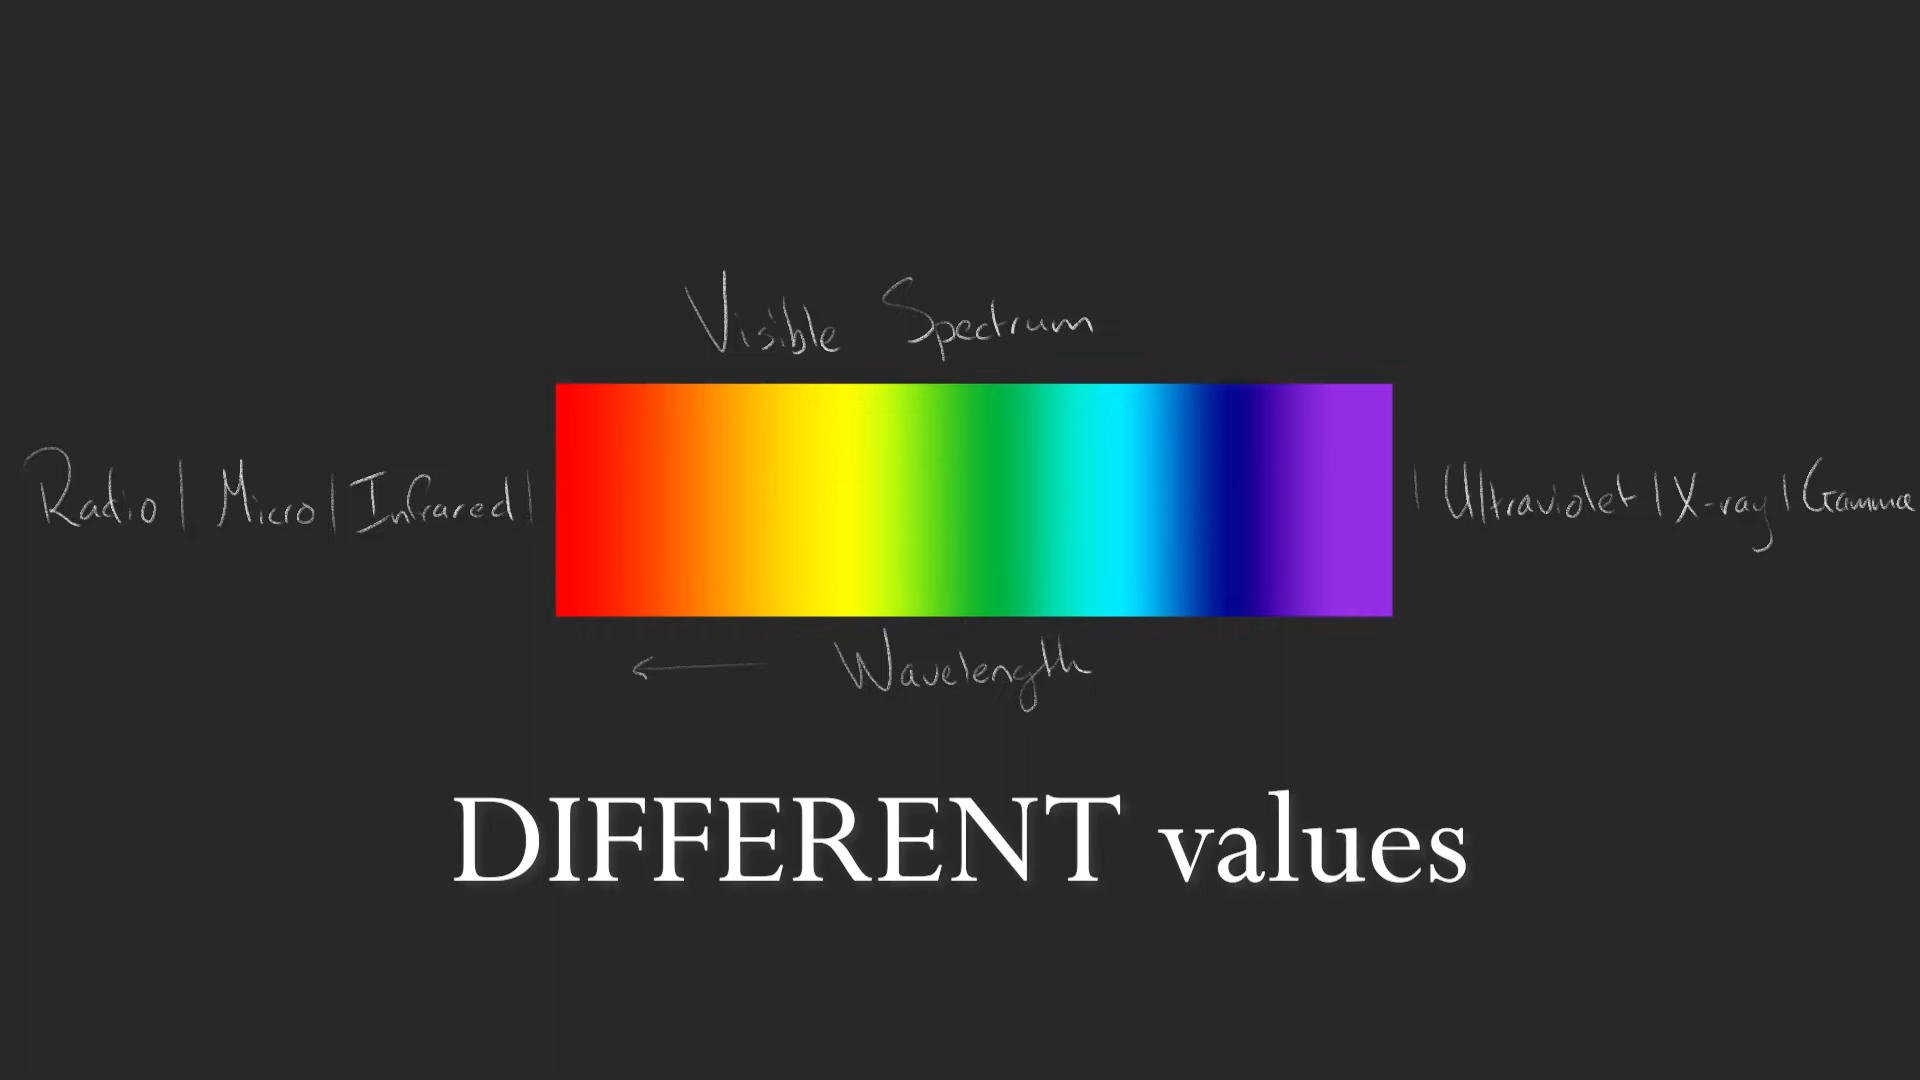 Visible Spectrum
Radio | Micro | Infrared | | Ultraviolet | X-ray | Gamma
← Wavelength
DIFFERENT values